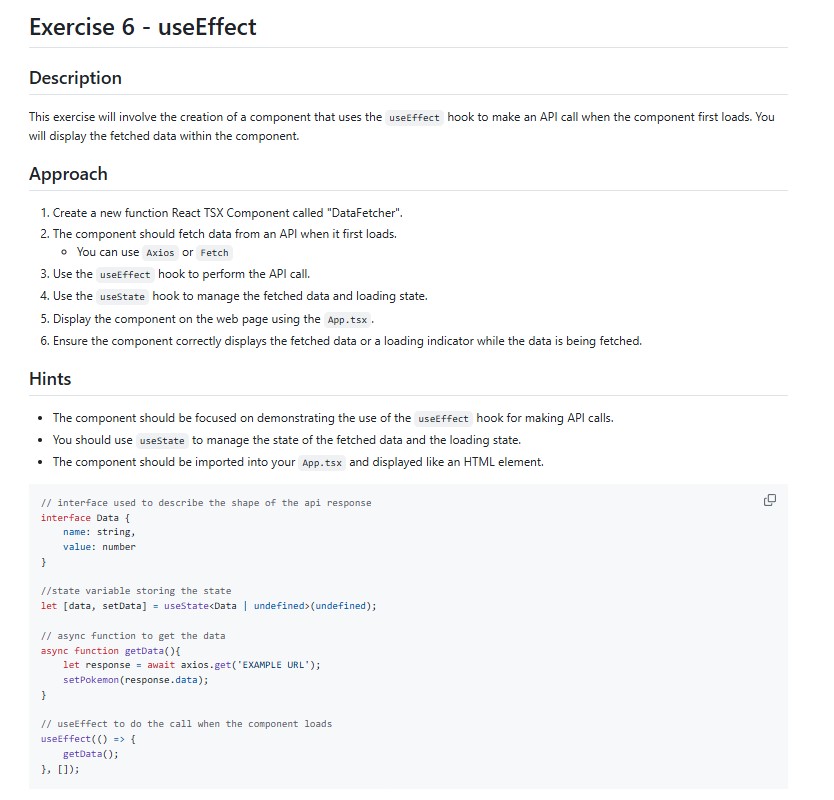 Exercise 6 - useEffect
Description
This exercise will involve the creation of a component that uses the useEffect hook to make an API call when the component first loads. You
will display the fetched data within the component.
Approach
1. Create a new function React TSX Component called "DataFetcher".
2. The component should fetch data from an API when it first loads.
You can use Axios or Fetch
3. Use the useEffect hook to perform the API call.
4. Use the useState hook to manage the fetched data and loading state.
5. Display the component on the web page using the App.tsx.
6. Ensure the component correctly displays the fetched data or a loading indicator while the data is being fetched.
Hints
The component should be focused on demonstrating the use of the useEffect hook for making API calls.
You should use useState to manage the state of the fetched data and the loading state.
The component should be imported into your App.tsx and displayed like an HTML element.
// interface used to describe the shape of the api response
interface Data {
name: string,
value: number
}
//state variable storing the state
let [data, setData] = useState<Data | undefined>(undefined);
// async function to get the data
async function getData(){
let response = await axios.get('EXAMPLE URL');
setPokemon(response.data);
}
// useEffect to do the call when the component loads
useEffect(() => {
getData();
}, []);